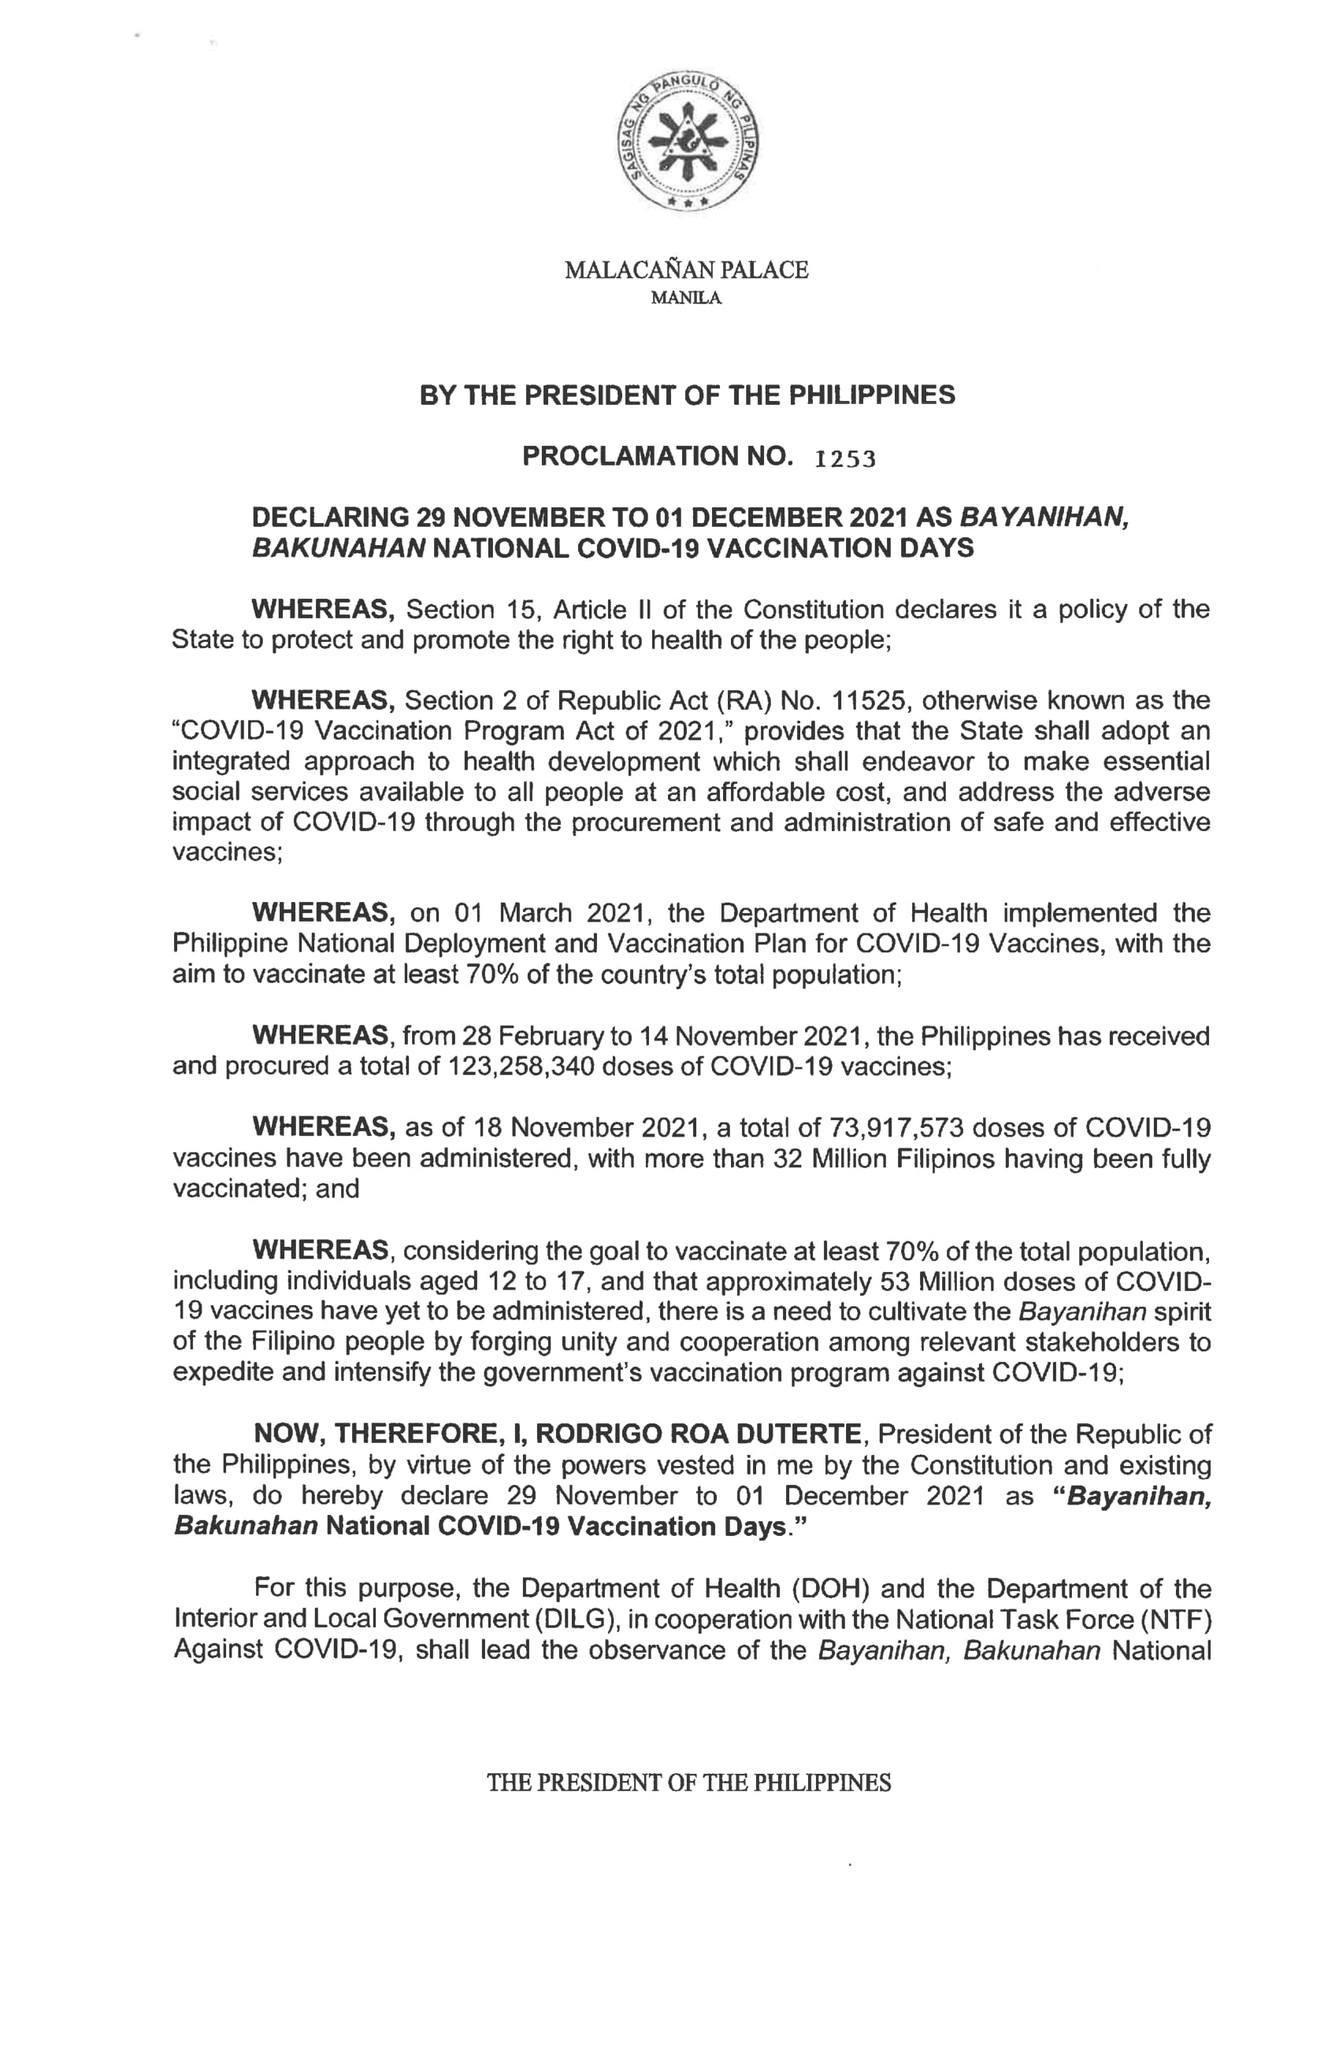 SAGISAG NG PANGULO NG PILIPINAS
MALACAÑAN PALACE
MANILA
BY THE PRESIDENT OF THE PHILIPPINES
PROCLAMATION NO. 1253
DECLARING 29 NOVEMBER TO 01 DECEMBER 2021 AS BAYANIHAN,
BAKUNAHAN NATIONAL COVID-19 VACCINATION DAYS
WHEREAS, Section 15, Article II of the Constitution declares it a policy of the
State to protect and promote the right to health of the people;
WHEREAS, Section 2 of Republic Act (RA) No. 11525, otherwise known as the
“COVID-19 Vaccination Program Act of 2021,” provides that the State shall adopt an
integrated approach to health development which shall endeavor to make essential
social services available to all people at an affordable cost, and address the adverse
impact of COVID-19 through the procurement and administration of safe and effective
vaccines;
WHEREAS, on 01 March 2021, the Department of Health implemented the
Philippine National Deployment and Vaccination Plan for COVID-19 Vaccines, with the
aim to vaccinate at least 70% of the country’s total population;
WHEREAS, from 28 February to 14 November 2021, the Philippines has received
and procured a total of 123,258,340 doses of COVID-19 vaccines;
WHEREAS, as of 18 November 2021, a total of 73,917,573 doses of COVID-19
vaccines have been administered, with more than 32 Million Filipinos having been fully
vaccinated; and
WHEREAS, considering the goal to vaccinate at least 70% of the total population,
including individuals aged 12 to 17, and that approximately 53 Million doses of COVID-
19 vaccines have yet to be administered, there is a need to cultivate the Bayanihan spirit
of the Filipino people by forging unity and cooperation among relevant stakeholders to
expedite and intensify the government’s vaccination program against COVID-19;
NOW, THEREFORE, I, RODRIGO ROA DUTERTE, President of the Republic of
the Philippines, by virtue of the powers vested in me by the Constitution and existing
laws, do hereby declare 29 November to 01 December 2021 as “Bayanihan,
Bakunahan National COVID-19 Vaccination Days.”
For this purpose, the Department of Health (DOH) and the Department of the
Interior and Local Government (DILG), in cooperation with the National Task Force (NTF)
Against COVID-19, shall lead the observance of the Bayanihan, Bakunahan National
THE PRESIDENT OF THE PHILIPPINES